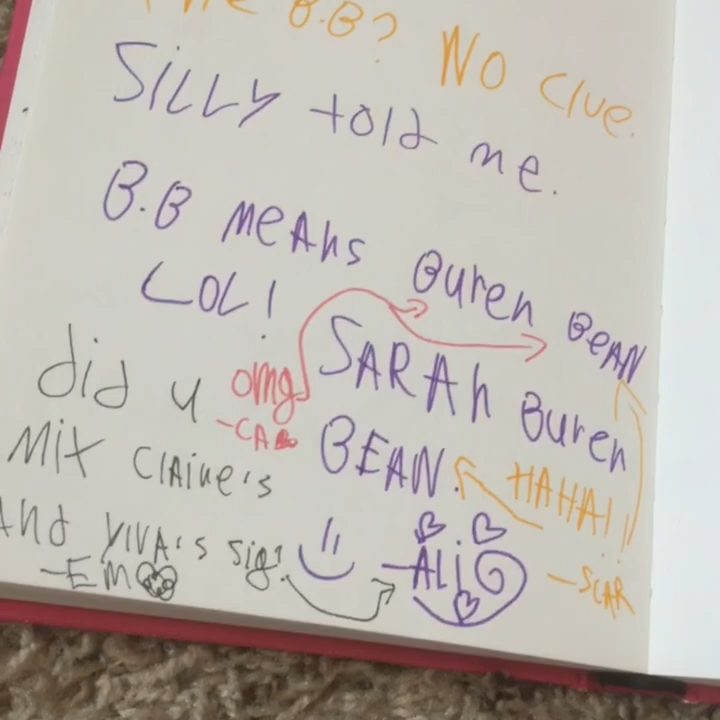 B.B? No clue.
SiLLY told me.
B.B meAns Buren BeAN
LOL!
SARAh Buren
BEAN.
omg
-CA
did u
Mix CLAiRe's
And VIVA's sig?
-EM
-ALi
HAHA!
-SCAR